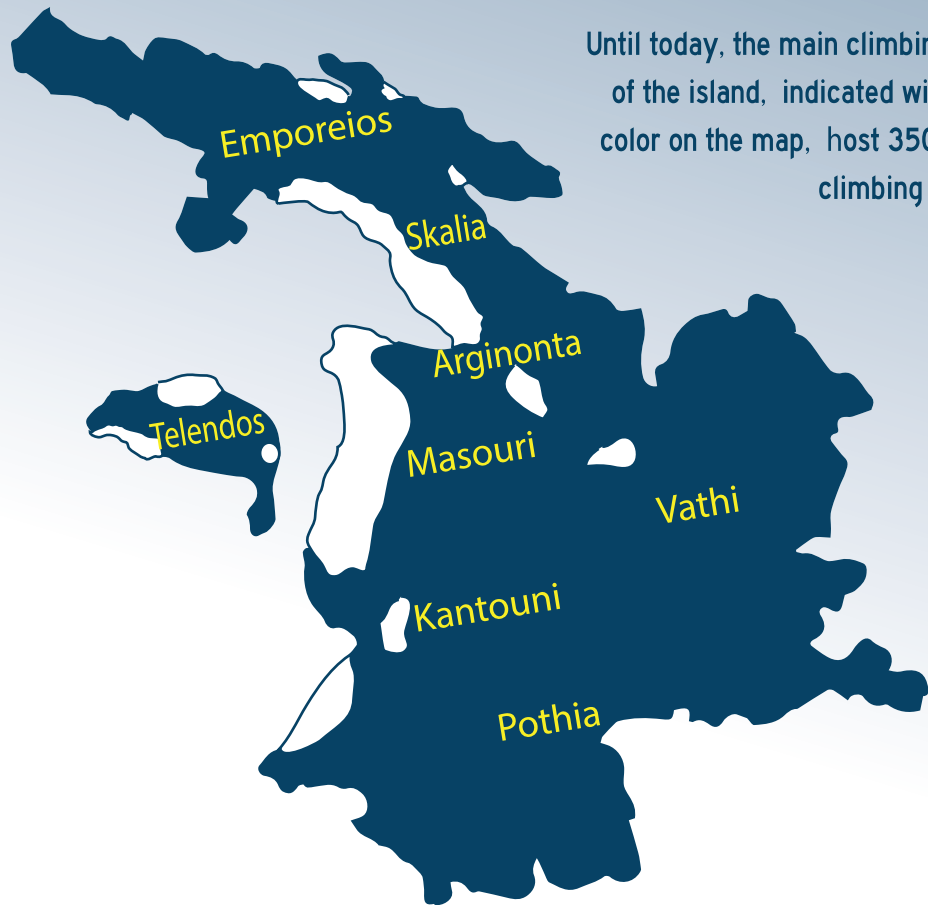 Until today, the main climbin
of the island, indicated wi
color on the map, host 350
climbing
Emporeios
Skalia
Arginonta
Telendos
Masouri
Vathi
Kantouni
Pothia